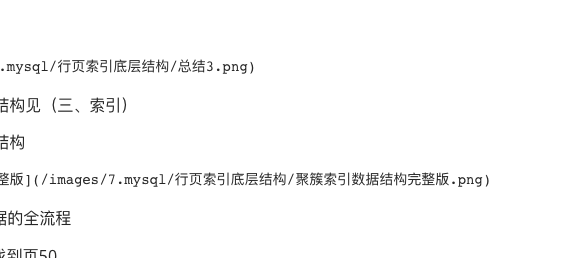 .mysql/行页索引底层结构/总结3.png)
结构见（三、索引）
结构
整版](/images/7.mysql/行页索引底层结构/聚簇索引数据结构完整版.png)
据的全流程
找到页50